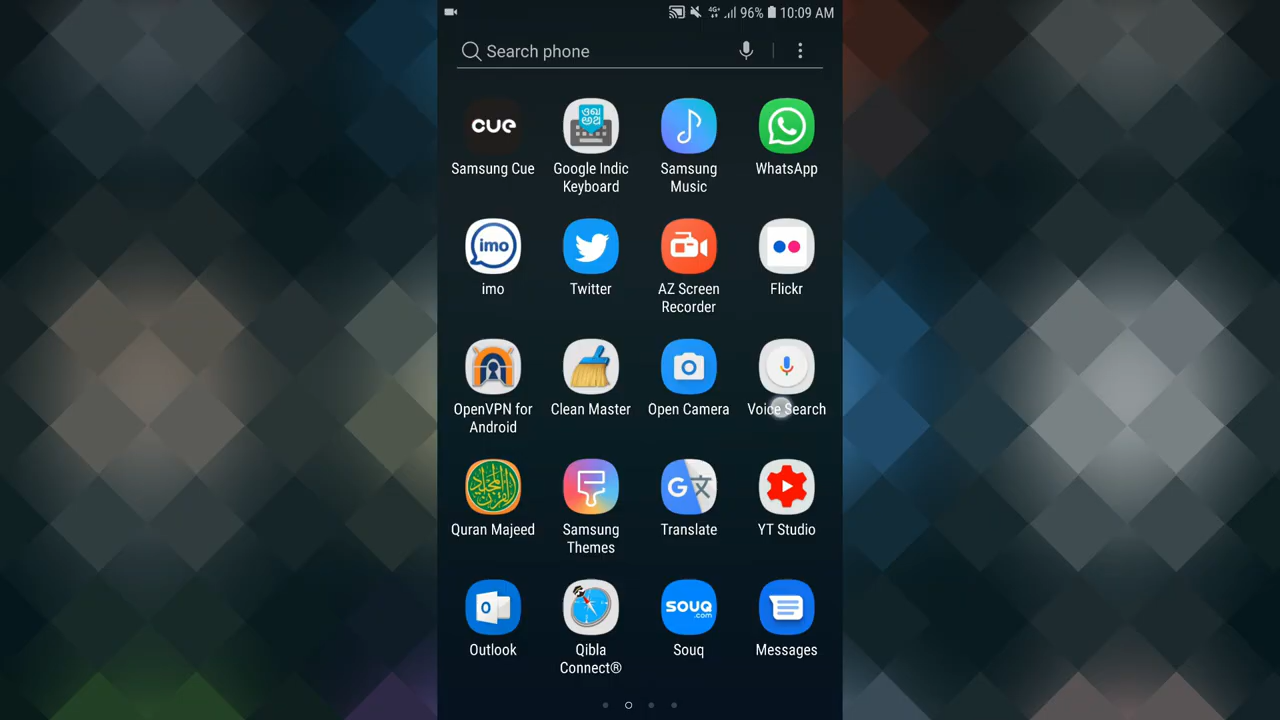 4G+ 96% 10:09 AM
Search phone
CUE
Samsung Cue
Google Indic
Keyboard
Samsung
Music
WhatsApp
imo
imo
Twitter
AZ Screen
Recorder
Flickr
OpenVPN for
Android
Clean Master
Open Camera
Voice Search
G
Quran Majeed
Samsung
Themes
Translate
YT Studio
O
SOUQ
.com
Outlook
Qibla
Connect®
Souq
Messages